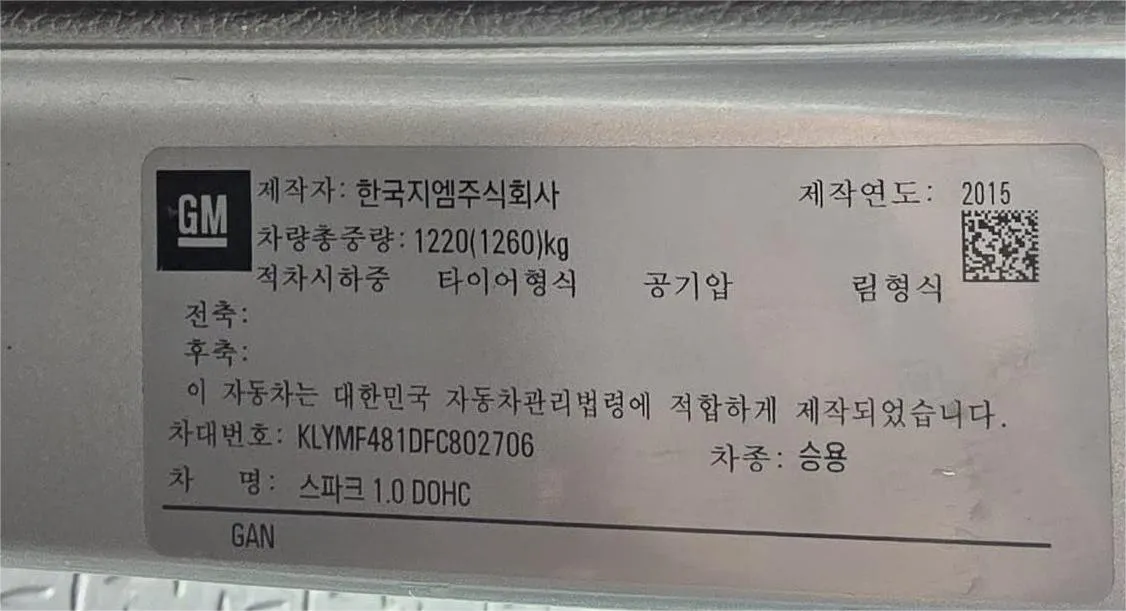 GM
제작자: 한국지엠주식회사 제작연도: 2015
차량총중량: 1220(1260)kg
적차시하중 타이어형식 공기압 림형식
전축:
후축:
이 자동차는 대한민국 자동차관리법령에 적합하게 제작되었습니다.
차대번호: KLYMF481DFC802706 차종: 승용
차 명: 스파크 1.0 DOHC
GAN